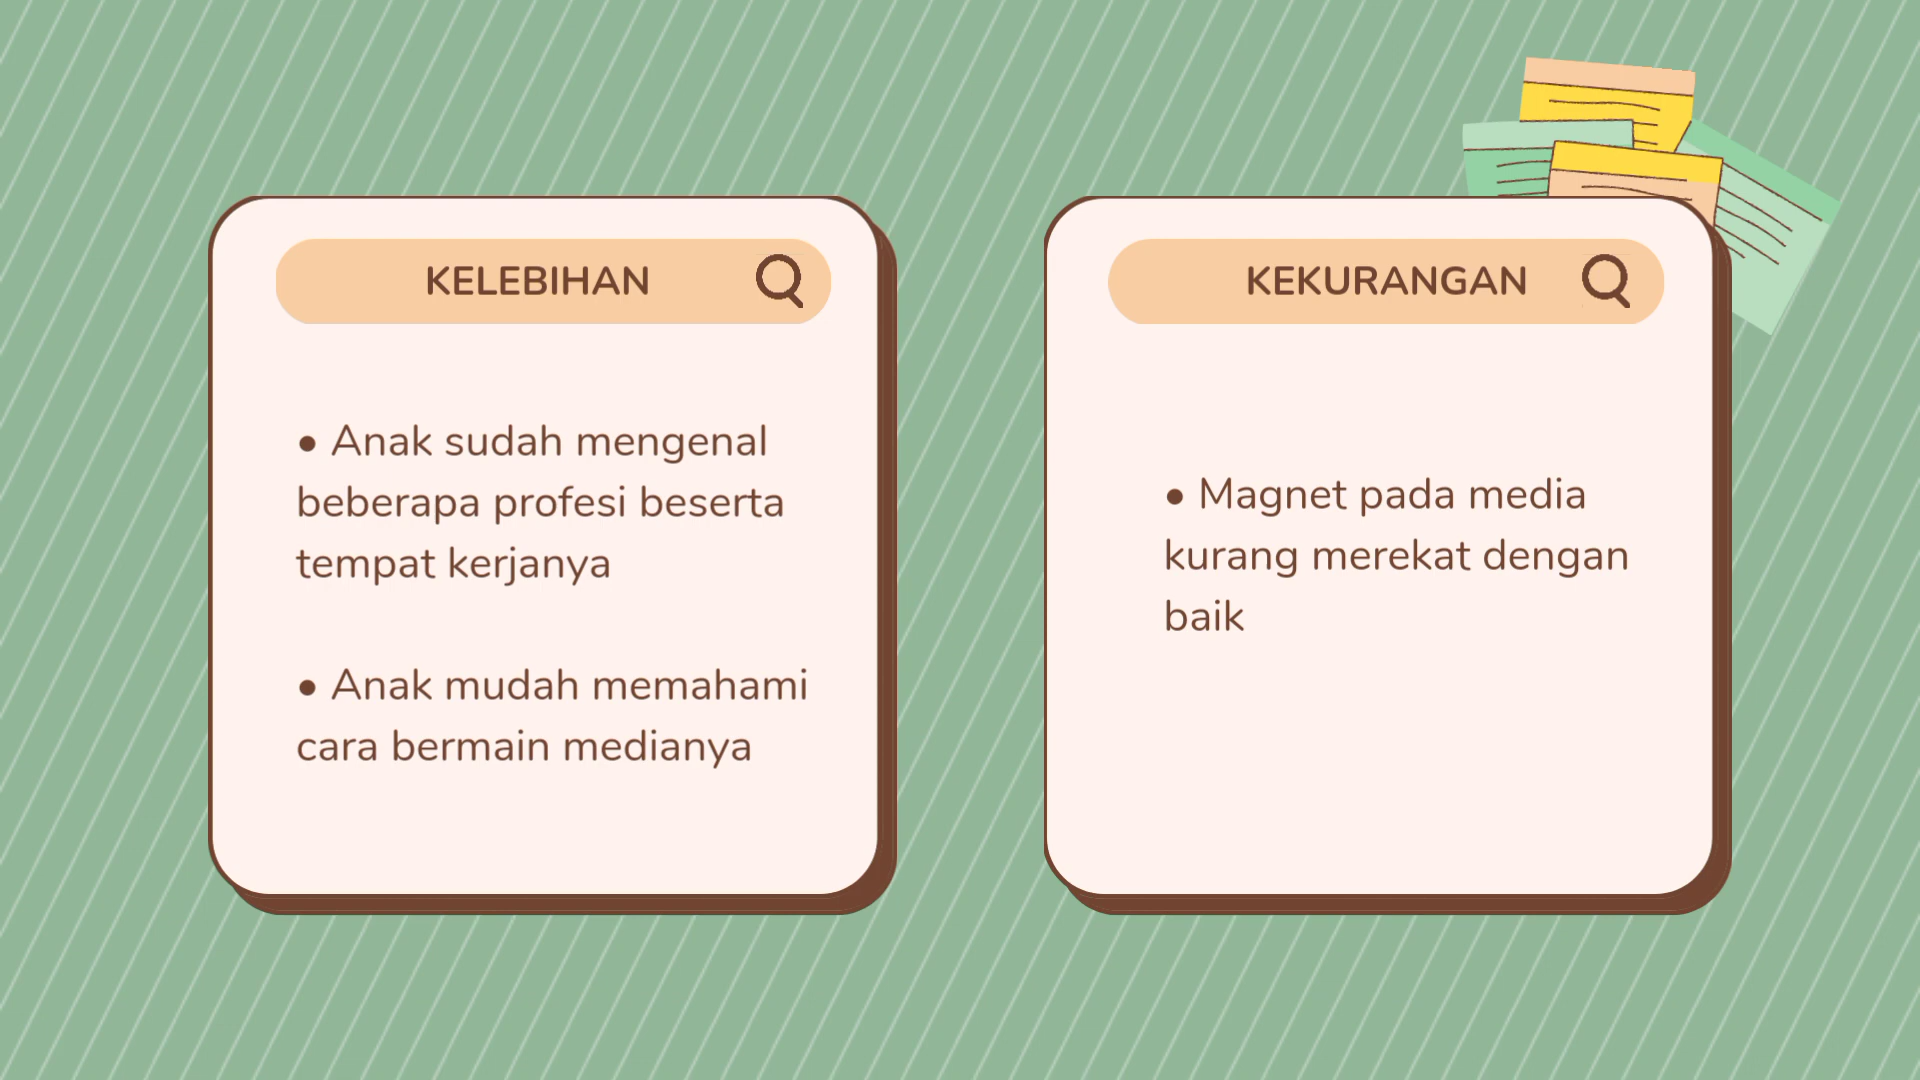 KELEBIHAN
• Anak sudah mengenal
beberapa profesi beserta
tempat kerjanya
• Anak mudah memahami
cara bermain medianya
KEKURANGAN
• Magnet pada media
kurang merekat dengan
baik